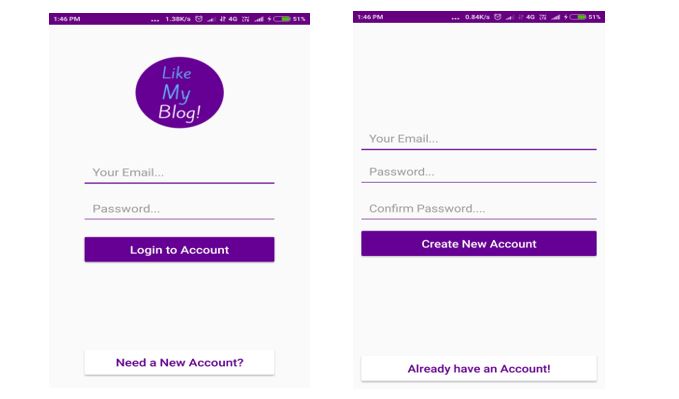 1:46 PM ... 1.38K/s 4G 51%
Like
My
Blog!
Your Email...
Password...
Login to Account
Need a New Account?
1:46 PM ... 0.84K/s 4G 51%
Your Email...
Password...
Confirm Password....
Create New Account
Already have an Account!